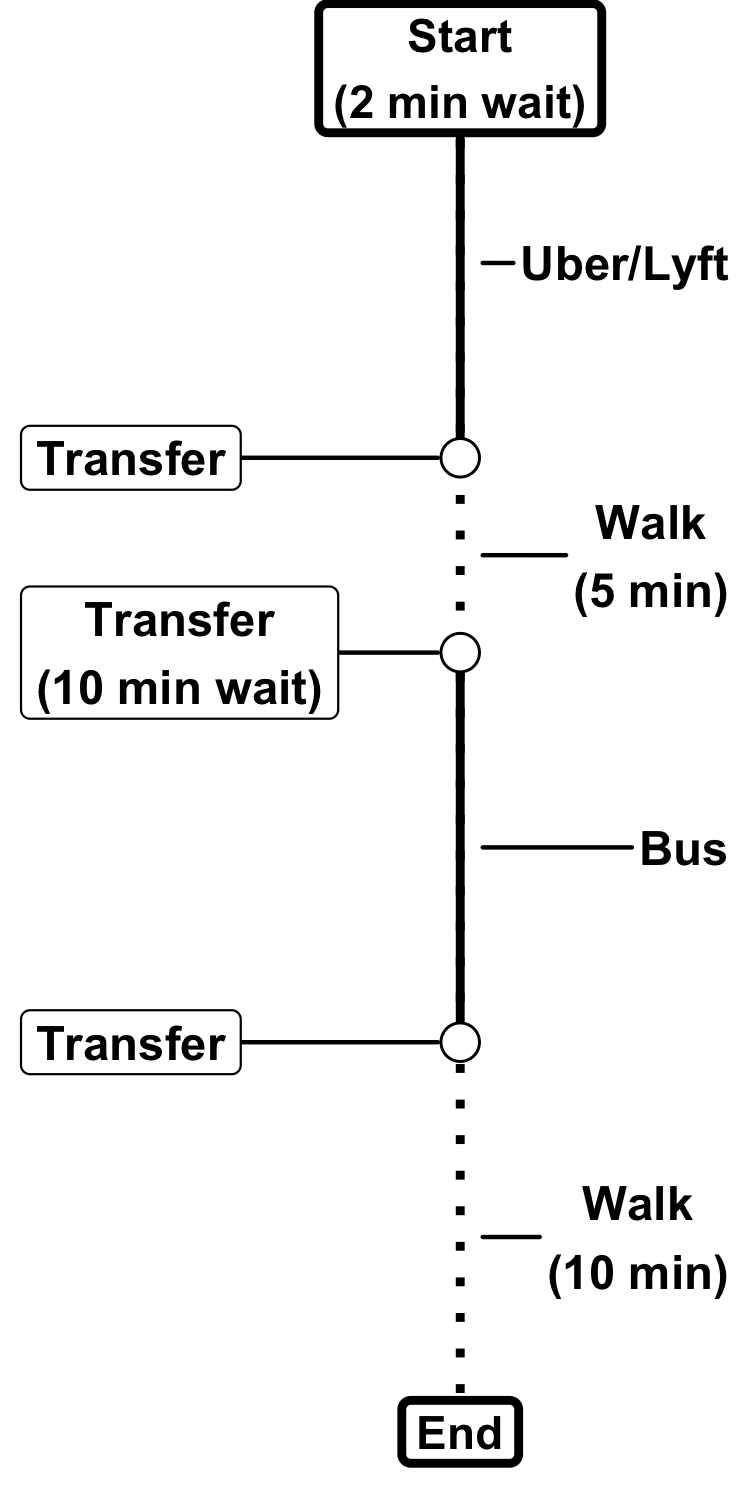 Start
(2 min wait)
Uber/Lyft
Transfer
Walk
(5 min)
Transfer
(10 min wait)
Bus
Transfer
Walk
(10 min)
End